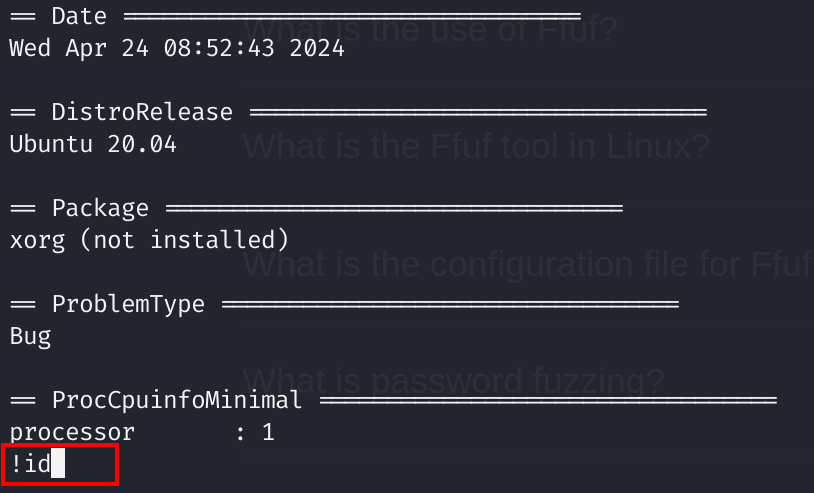 == Date =================================
What is the use of Ffuf?
Wed Apr 24 08:52:43 2024
== DistroRelease =================================
Ubuntu 20.04
What is the Ffuf tool in Linux?
== Package =================================
xorg (not installed)
What is the configuration file for Ffuf
== ProblemType =================================
Bug
What is password fuzzing?
== ProcCpuinfoMinimal =================================
processor : 1
!id